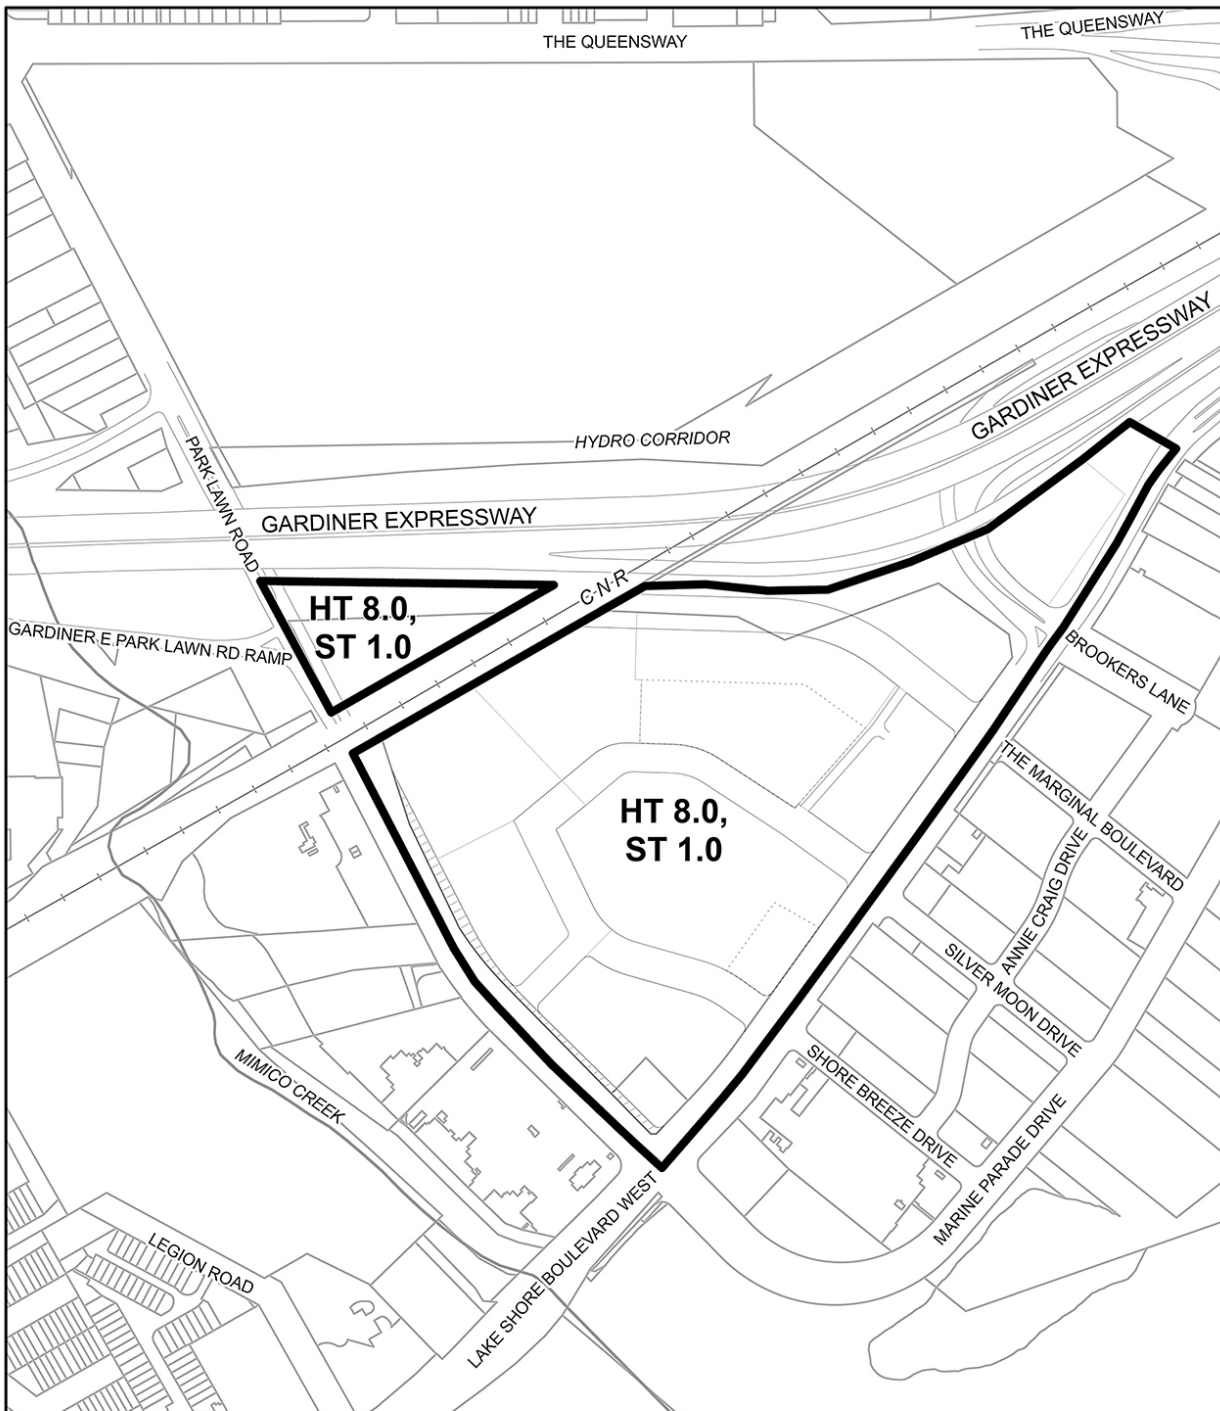 THE QUEENSWAY
THE QUEENSWAY
GARDINER EXPRESSWAY
HYDRO CORRIDOR
PARK LAWN ROAD
GARDINER EXPRESSWAY
C-N-R
HT 8.0,
ST 1.0
GARDINER E PARK LAWN RD RAMP
BROOKERS LANE
THE MARGINAL BOULEVARD
HT 8.0,
ST 1.0
ANNIE CRAIG DRIVE
SILVER MOON DRIVE
SHORE BREEZE DRIVE
MIMICO CREEK
MARINE PARADE DRIVE
LAKE SHORE BOULEVARD WEST
LEGION ROAD